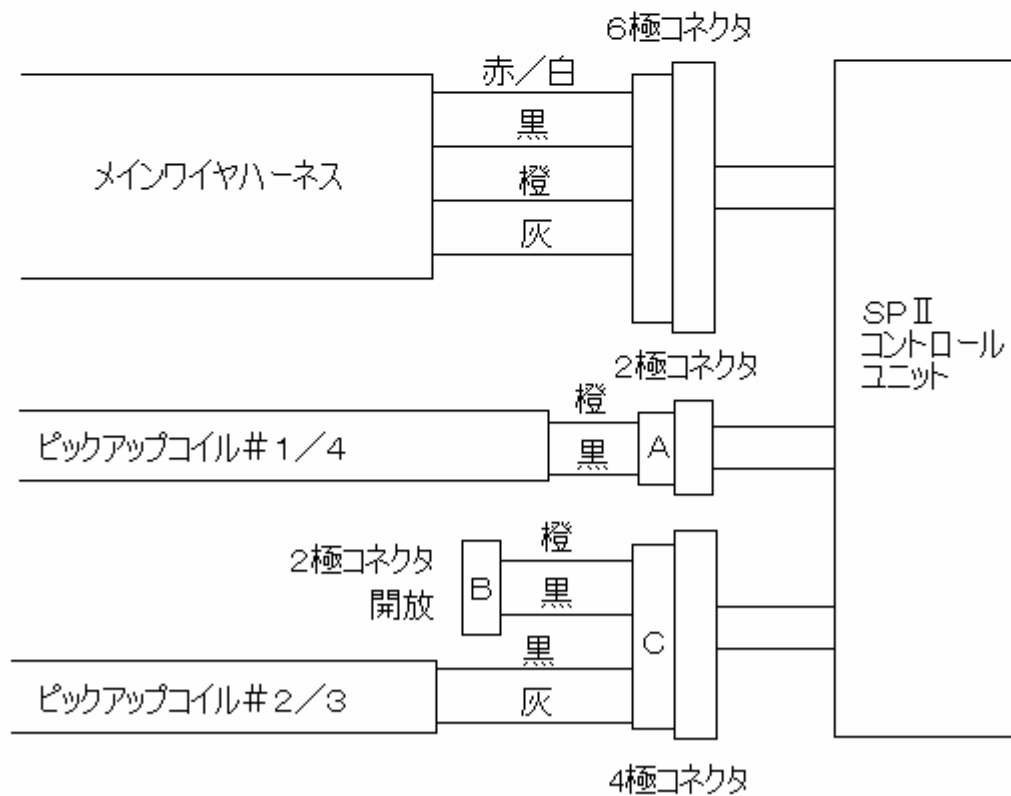 6極コネクタ
赤／白
黒
メインワイヤハーネス
橙
灰
SPⅡ
コントロール
ユニット
2極コネクタ
橙
ピックアップコイル＃1／4
黒
A
橙
2極コネクタ
B
黒
開放
黒
C
ピックアップコイル＃2／3
灰
4極コネクタ